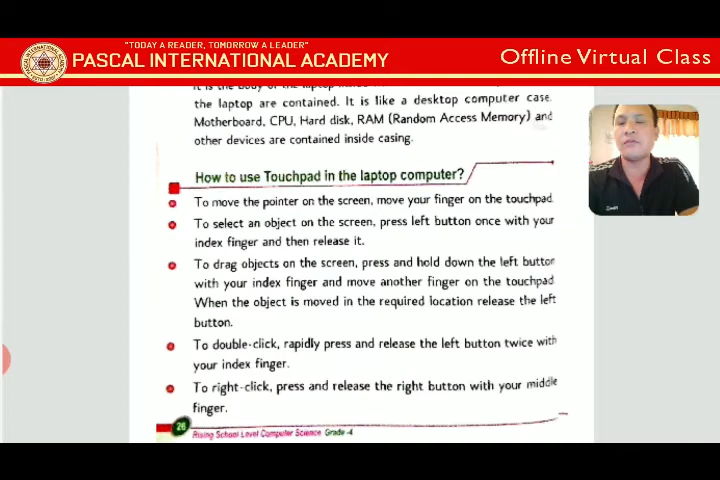 "TODAY A READER, TOMORROW A LEADER"
PASCAL INTERNATIONAL ACADEMY
Offline Virtual Class
It is the body of the laptop
the laptop are contained. It is like a desktop computer case.
Motherboard, CPU, Hard disk, RAM (Random Access Memory) and
other devices are contained inside casing.
How to use Touchpad in the laptop computer?
To move the pointer on the screen, move your finger on the touchpad.
To select an object on the screen, press left button once with your
index finger and then release it.
To drag objects on the screen, press and hold down the left button
with your index finger and move another finger on the touchpad.
When the object is moved in the required location release the left
button.
To double-click, rapidly press and release the left button twice with
your index finger.
To right-click, press and release the right button with your middle
finger.
26
Rising School Level Computer Science Grade -4